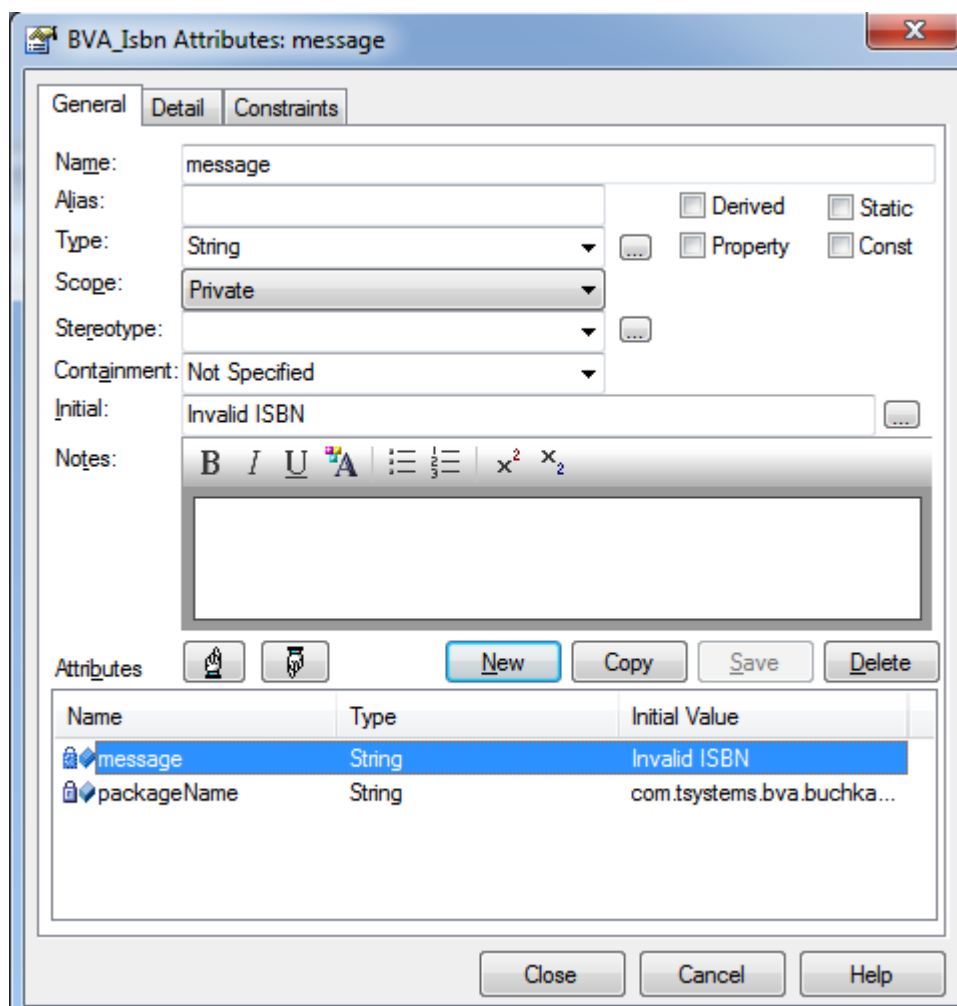 BVA_Isbn Attributes: message
General Detail Constraints
Name: message
Alias:
Derived Static
Type: String ... Property Const
Scope: Private
Stereotype: ...
Containment: Not Specified
Initial: Invalid ISBN ...
Notes: B I U A x² x₂
Attributes New Copy Save Delete
Name Type Initial Value
message String Invalid ISBN
packageName String com.tsystems.bva.buchka...
Close Cancel Help